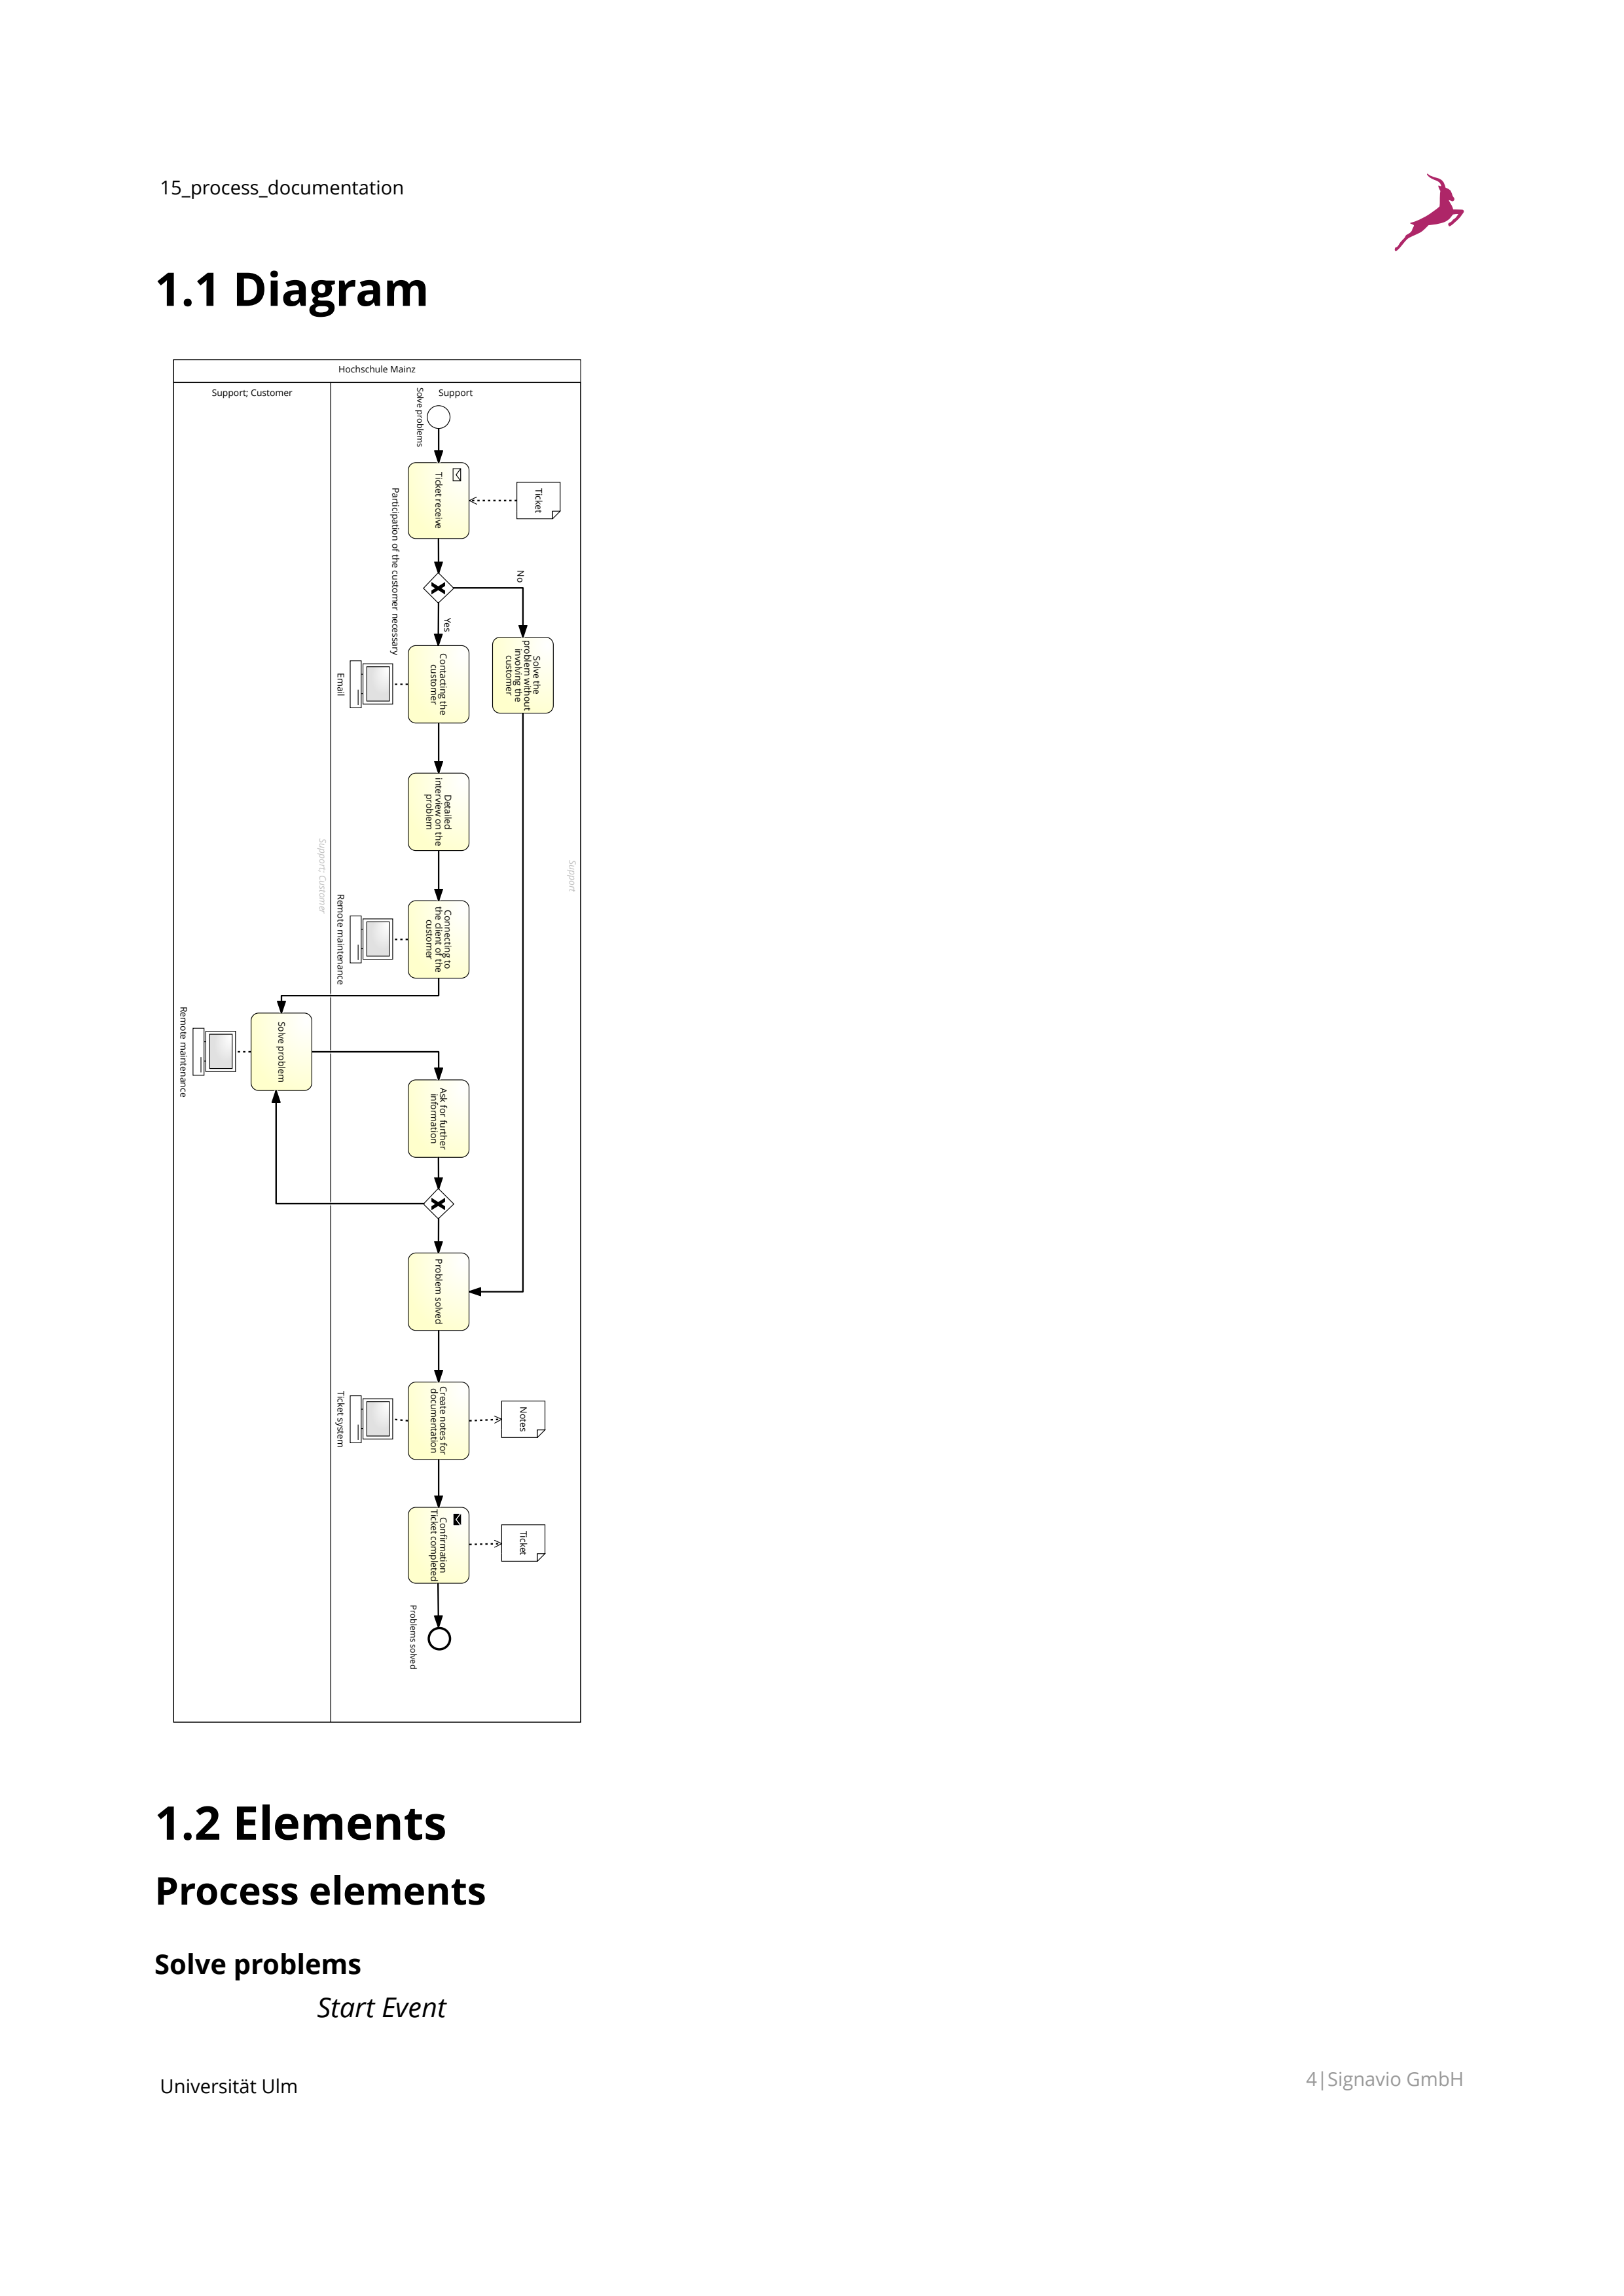 15_process_documentation
1.1 Diagram
Hochschule Mainz
Support; Customer
Support
Solve problems
Ticket receive
Ticket
Participation of the customer necessary
No
Yes
Solve the
problem without
involving the
customer
Contacting the
customer
Email
Detailed
interview on the
problem
Support; Customer
Support
Connecting to
the client of the
customer
Remote maintenance
Solve problem
Remote maintenance
Ask for further
information
Problem solved
Create notes for
documentation
Notes
Ticket system
Confirmation
Ticket completed
Ticket
Problems solved
1.2 Elements
Process elements
Solve problems
Start Event
Universität Ulm
4|Signavio GmbH